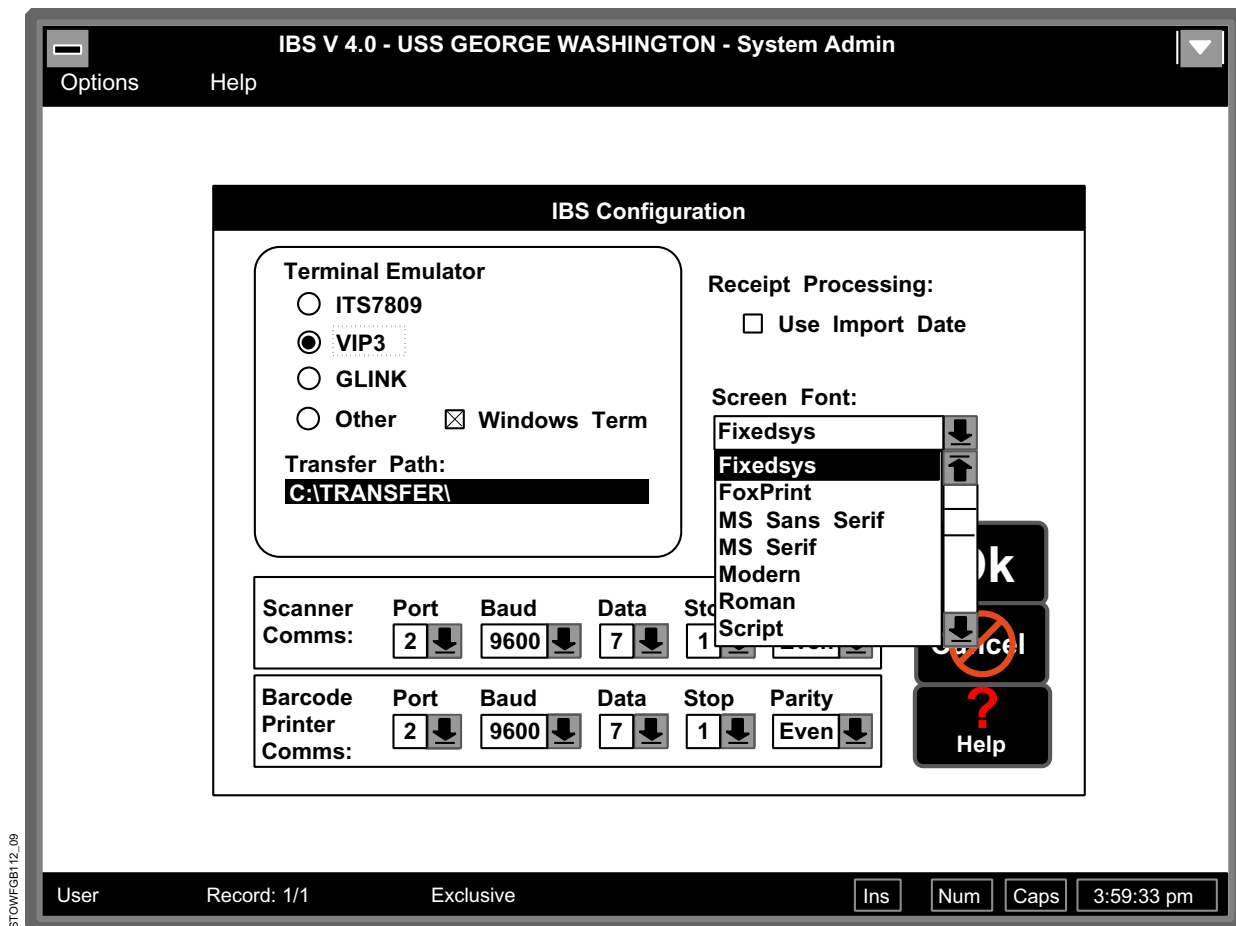 IBS V 4.0 - USS GEORGE WASHINGTON - System Admin
Options Help
IBS Configuration
Terminal Emulator
ITS7809
VIP3
GLINK
Other Windows Term
Transfer Path:
C:\TRANSFER\
Receipt Processing:
Use Import Date
Screen Font:
Fixedsys
Fixedsys
FoxPrint
MS Sans Serif
MS Serif
Modern
Roman
Script
Scanner Port Baud Data
Comms: 2 9600 7 1 Even
Barcode Port Baud Data Stop Parity
Printer 2 9600 7 1 Even
Comms:
Cancel
?
Help
User Record: 1/1 Exclusive Ins Num Caps 3:59:33 pm
STOWFGB112_09